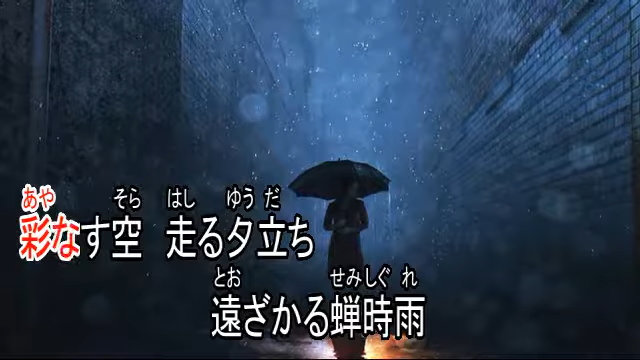 あや そら はし ゆう だ
彩なす空 走る夕立ち
とお せみしぐ れ
遠ざかる蝉時雨